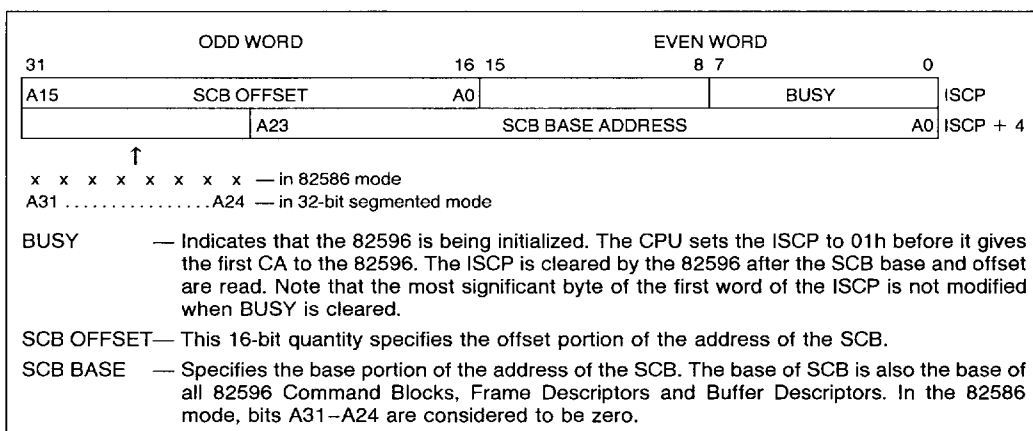 ODD WORD EVEN WORD
31 16 15 8 7 0
A15 SCB OFFSET A0 BUSY ISCP
A23 SCB BASE ADDRESS A0 ISCP + 4
↑
x x x x x x x x — in 82586 mode
A31 ................A24 — in 32-bit segmented mode
BUSY — Indicates that the 82596 is being initialized. The CPU sets the ISCP to 01h before it gives
the first CA to the 82596. The ISCP is cleared by the 82596 after the SCB base and offset
are read. Note that the most significant byte of the first word of the ISCP is not modified
when BUSY is cleared.
SCB OFFSET— This 16-bit quantity specifies the offset portion of the address of the SCB.
SCB BASE — Specifies the base portion of the address of the SCB. The base of SCB is also the base of
all 82596 Command Blocks, Frame Descriptors and Buffer Descriptors. In the 82586
mode, bits A31–A24 are considered to be zero.